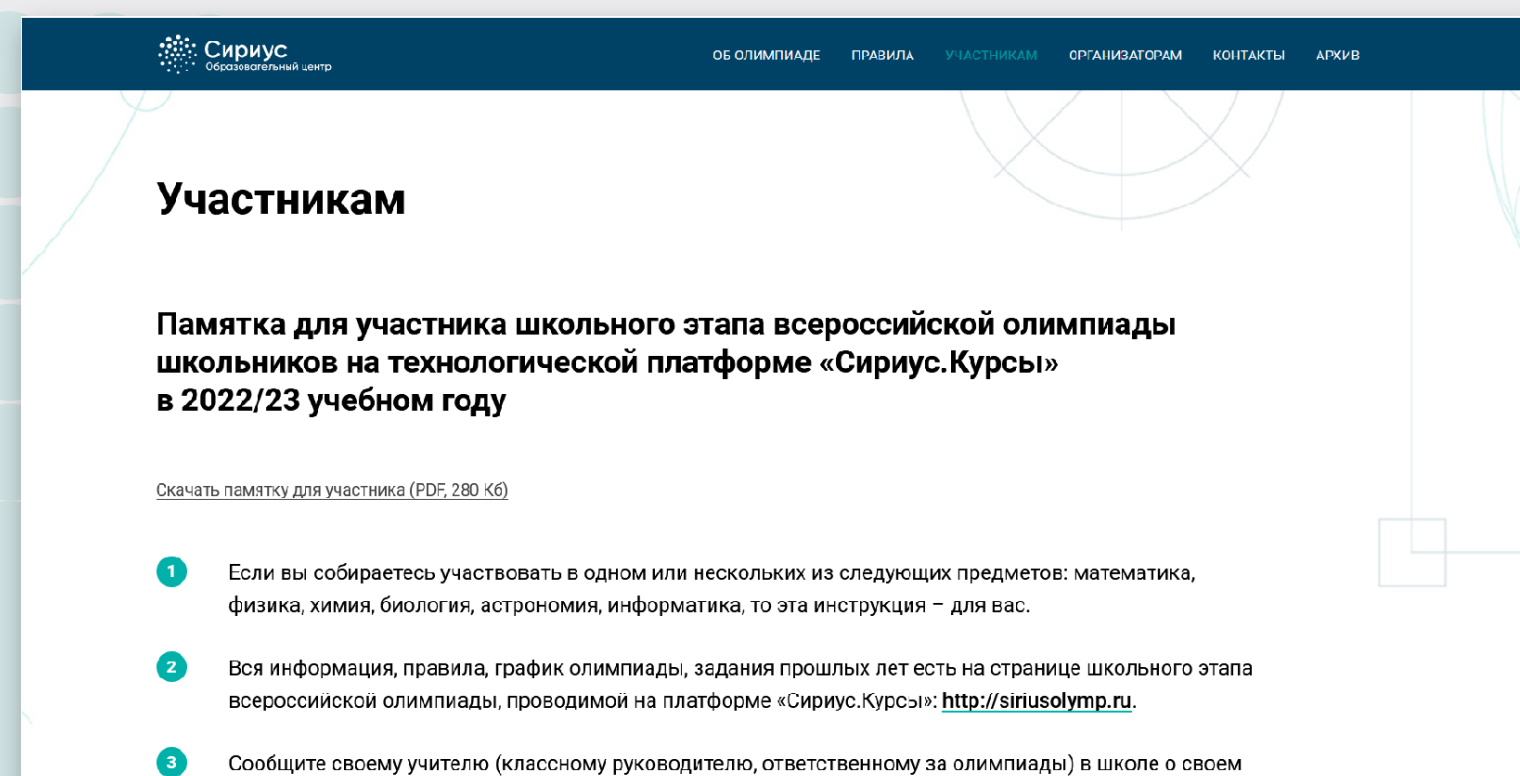 Сириус
Образовательный центр
ОБ ОЛИМПИАДЕ ПРАВИЛА УЧАСТНИКАМ ОРГАНИЗАТОРАМ КОНТАКТЫ АРХИВ
Участникам
Памятка для участника школьного этапа всероссийской олимпиады
школьников на технологической платформе «Сириус.Курсы»
в 2022/23 учебном году
Скачать памятку для участника (PDF, 280 Кб)
1 Если вы собираетесь участвовать в одном или нескольких из следующих предметов: математика,
физика, химия, биология, астрономия, информатика, то эта инструкция – для вас.
2 Вся информация, правила, график олимпиады, задания прошлых лет есть на странице школьного этапа
всероссийской олимпиады, проводимой на платформе «Сириус.Курсы»: http://siriusolymp.ru.
3 Сообщите своему учителю (классному руководителю, ответственному за олимпиады) в школе о своем